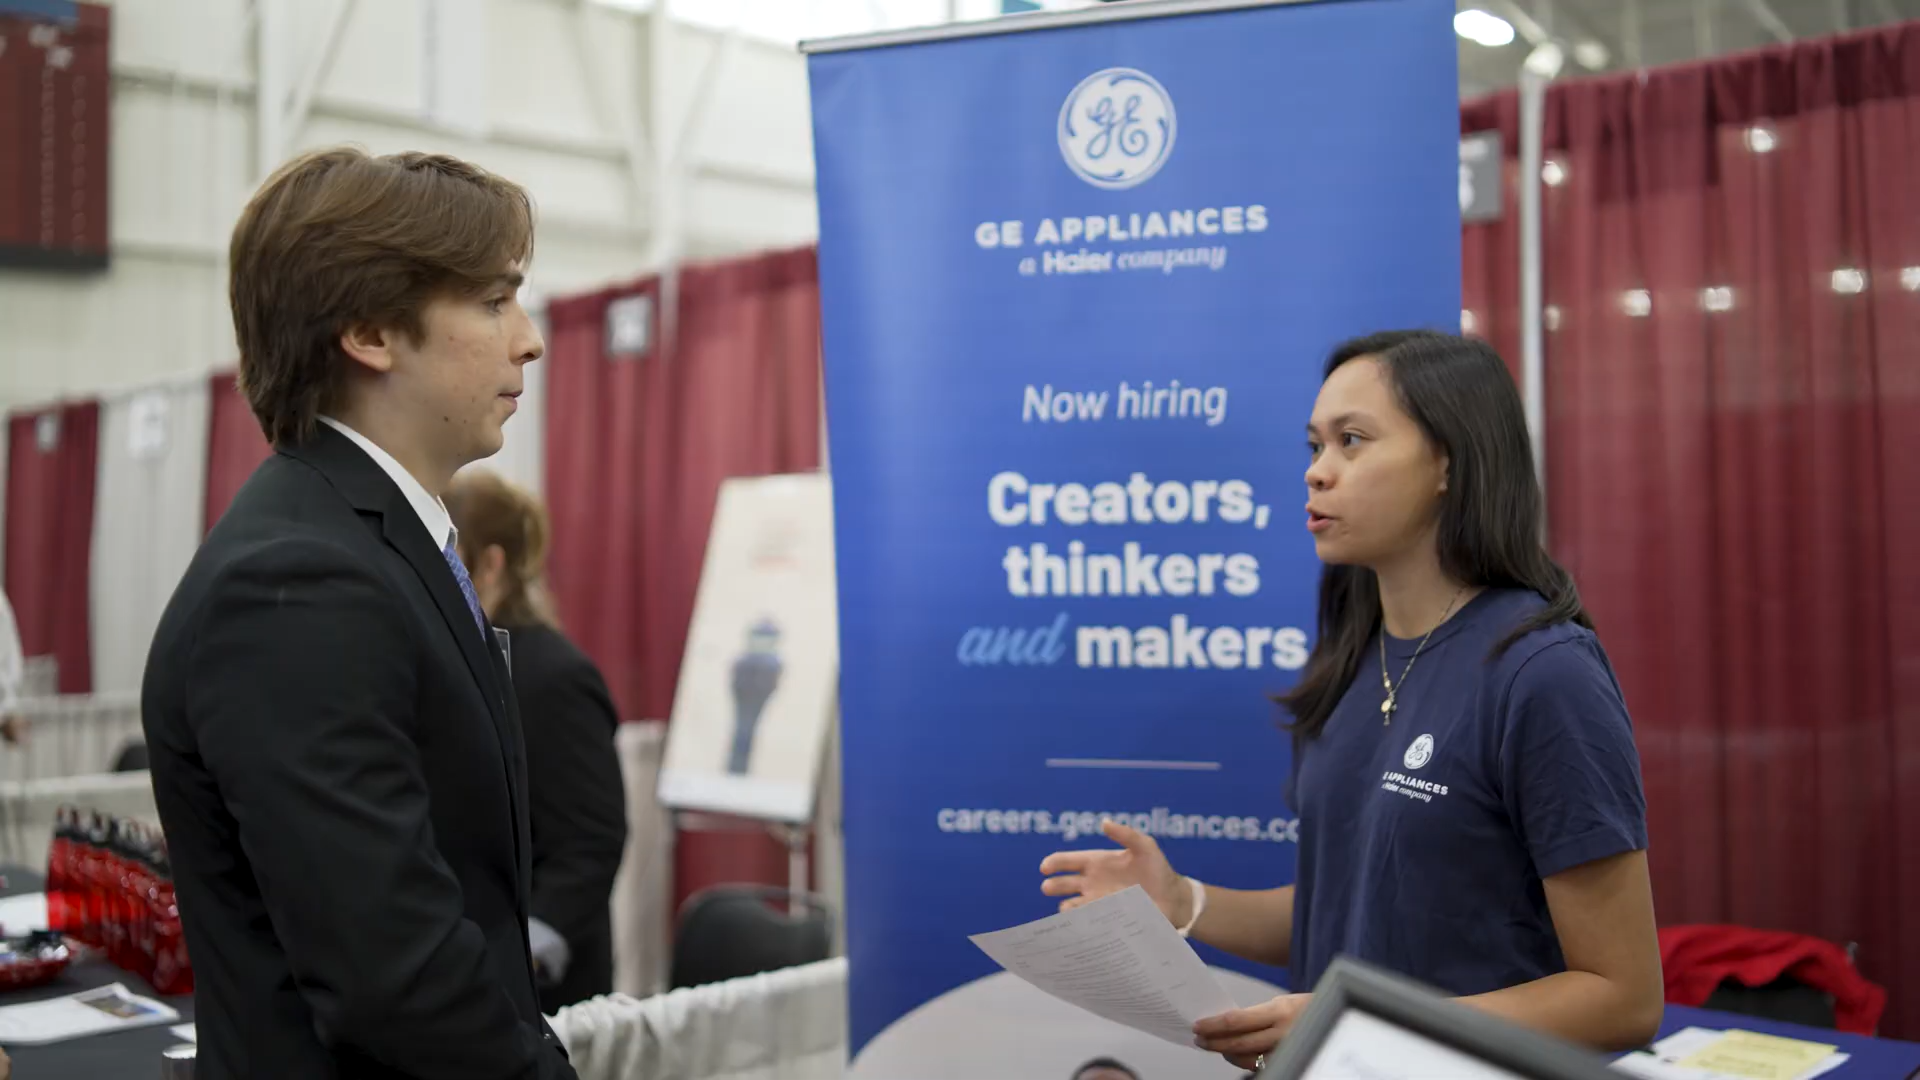 GE
GE APPLIANCES
a Haier company
Now hiring
Creators,
thinkers
and makers
careers.geappliances.co
GE
GE APPLIANCES
a Haier company